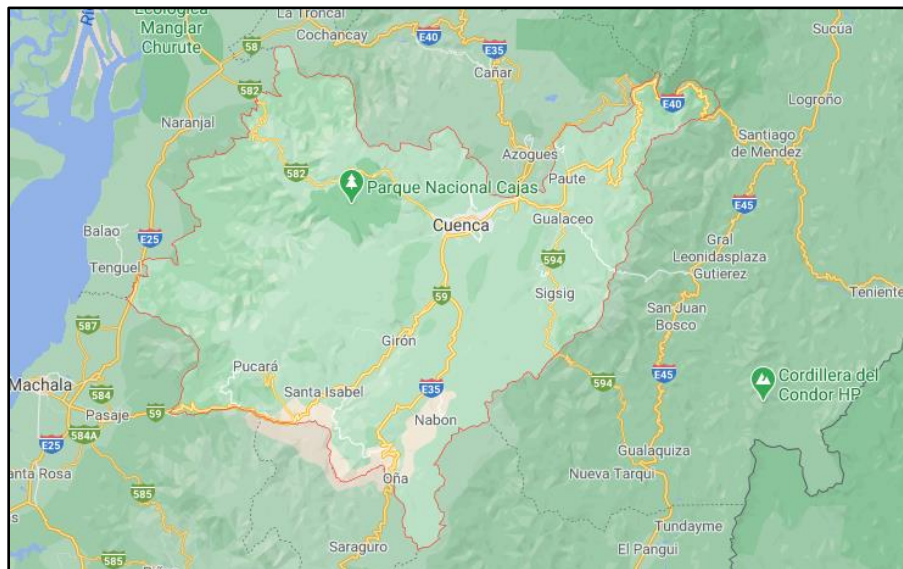 Ecológica
Manglar
Churute
La Troncal
Cochancay
58
E40
E35
Cañar
Sucúa
582
E40
Logroño
Naranjal
Azogues
Santiago
de Mendez
582
Parque Nacional Cajas
Paute
Cuenca
Gualaceo
E45
Balao
E25
594
Gral
Leonidasplaza
Gutierez
Tenguel
59
Sigsig
Teniente
San Juan
Bosco
587
Girón
Pucará
Machala
584
Santa Isabel
E35
594
E45
Cordillera del
Condor HP
Pasaje
59
Nabon
584A
E25
Gualaquiza
anta Rosa
585
Oña
Nueva Tarqui
Tundayme
Saraguro
El Pangui
585